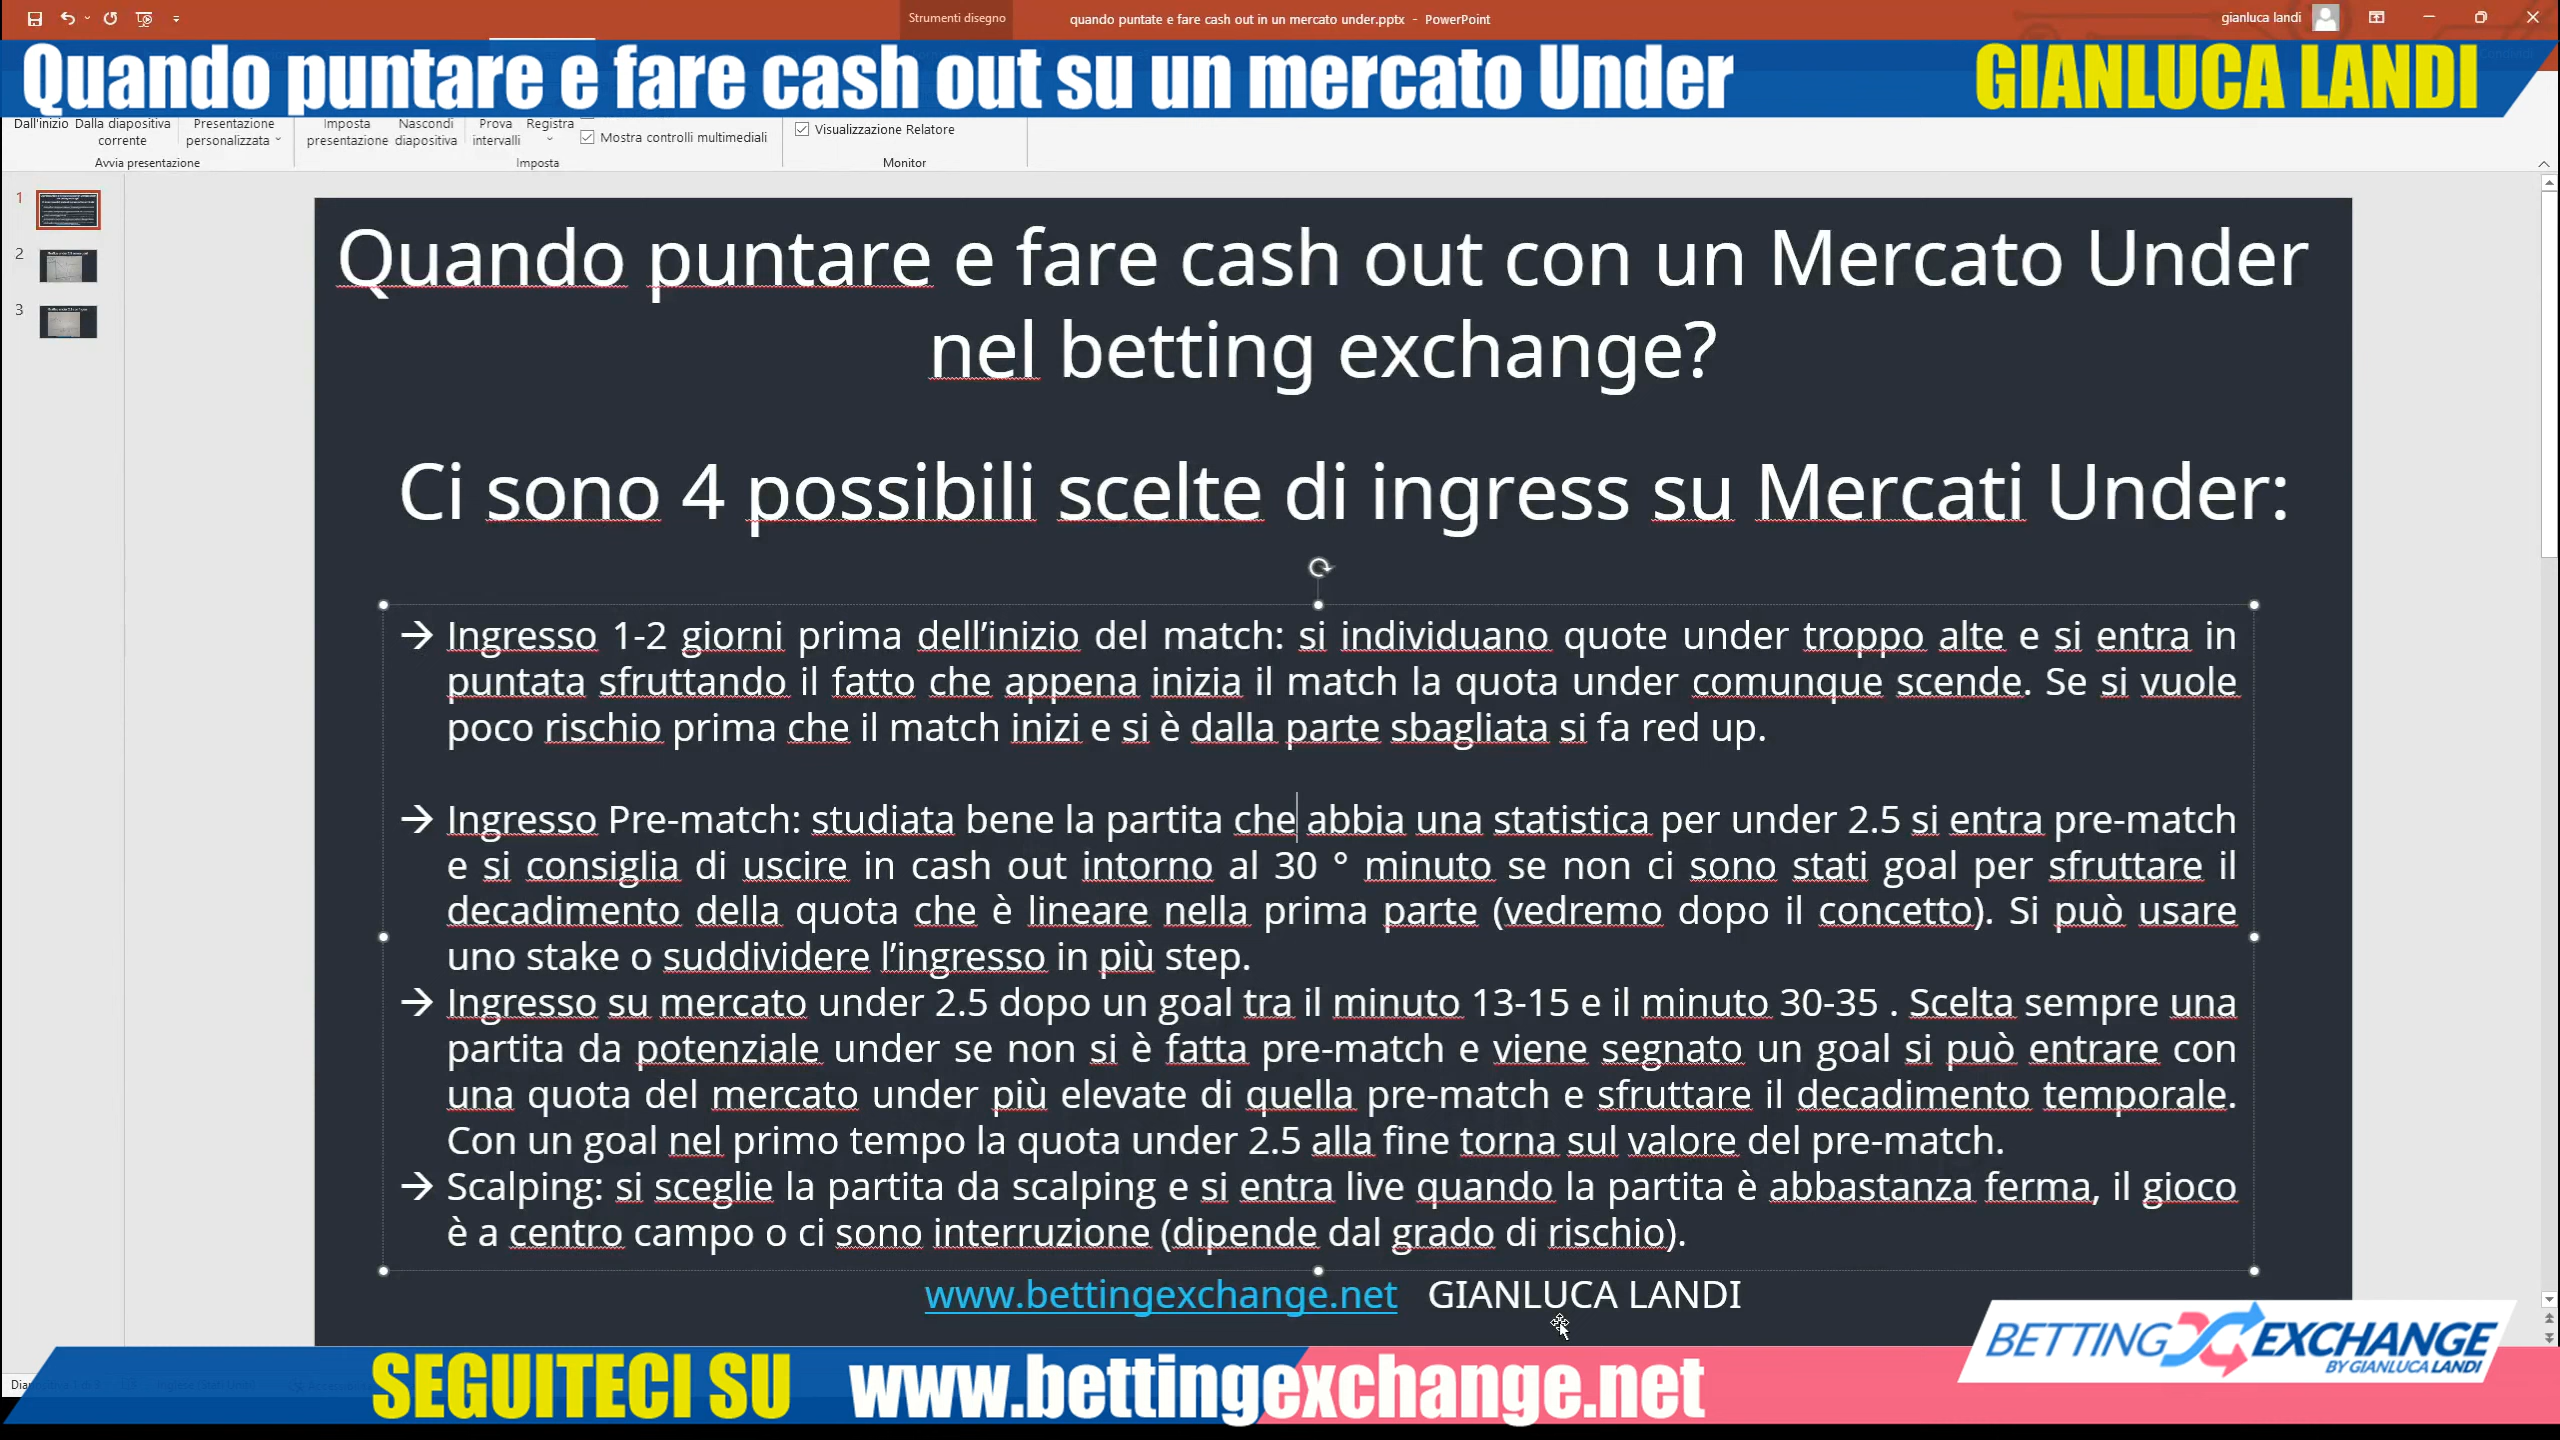 Strumenti disegno
quando puntate e fare cash out in un mercato under.pptx - PowerPoint
gianluca landi
Quando puntare e fare cash out su un mercato Under
GIANLUCA LANDI
Dall'inizio Dalla diapositiva corrente
Presentazione personalizzata
Imposta presentazione
Nascondi diapositiva
Prova intervalli
Registra
Mostra controlli multimediali
Visualizzazione Relatore
Avvia presentazione
Imposta
Monitor
1
2
3
Quando puntare e fare cash out con un Mercato Under
nel betting exchange?
Ci sono 4 possibili scelte di ingress su Mercati Under:
→ Ingresso 1-2 giorni prima dell’inizio del match: si individuano quote under troppo alte e si entra in
puntata sfruttando il fatto che appena inizia il match la quota under comunque scende. Se si vuole
poco rischio prima che il match inizi e si è dalla parte sbagliata si fa red up.
→ Ingresso Pre-match: studiata bene la partita che abbia una statistica per under 2.5 si entra pre-match
e si consiglia di uscire in cash out intorno al 30 ° minuto se non ci sono stati goal per sfruttare il
decadimento della quota che è lineare nella prima parte (vedremo dopo il concetto). Si può usare
uno stake o suddividere l’ingresso in più step.
→ Ingresso su mercato under 2.5 dopo un goal tra il minuto 13-15 e il minuto 30-35 . Scelta sempre una
partita da potenziale under se non si è fatta pre-match e viene segnato un goal si può entrare con
una quota del mercato under più elevate di quella pre-match e sfruttare il decadimento temporale.
Con un goal nel primo tempo la quota under 2.5 alla fine torna sul valore del pre-match.
→ Scalping: si sceglie la partita da scalping e si entra live quando la partita è abbastanza ferma, il gioco
è a centro campo o ci sono interruzione (dipende dal grado di rischio).
www.bettingexchange.net GIANLUCA LANDI
BETTING EXCHANGE
BY GIANLUCA LANDI
SEGUITECI SU www.bettingexchange.net